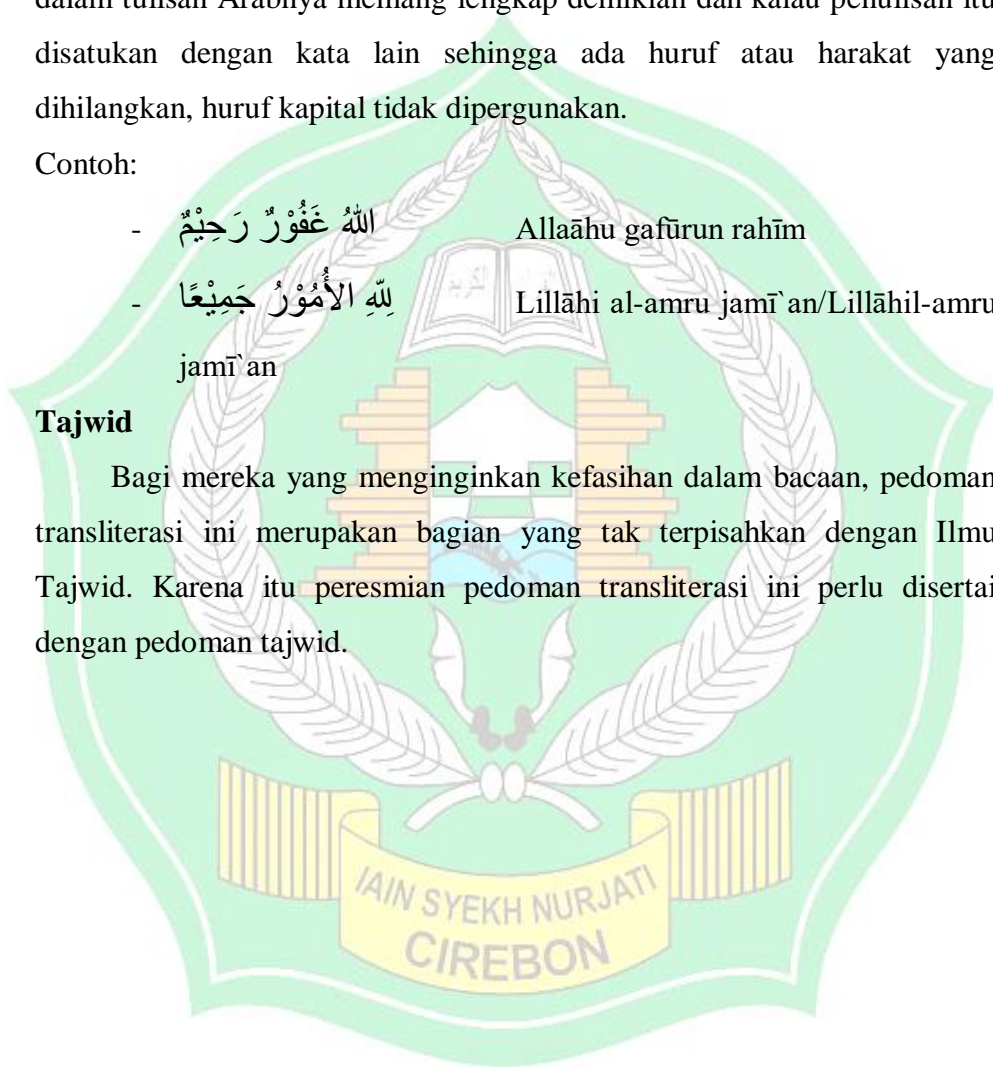 dalam tulisan Arabnya memang lengkap demikian dan kalau penulisan itu
disatukan dengan kata lain sehingga ada huruf atau harakat yang
dihilangkan, huruf kapital tidak dipergunakan.
Contoh:
- اللهُ غَفُوْرٌ رَحِيْمٌ Allaāhu gafūrun rahīm
- لِلّهِ الأُمُوْرُ جَمِيْعًا Lillāhi al-amru jamī`an/Lillāhil-amru
jamī`an
Tajwid
Bagi mereka yang menginginkan kefasihan dalam bacaan, pedoman
transliterasi ini merupakan bagian yang tak terpisahkan dengan Ilmu
Tajwid. Karena itu peresmian pedoman transliterasi ini perlu disertai
dengan pedoman tajwid.
IAIN SYEKH NURJATI
CIREBON